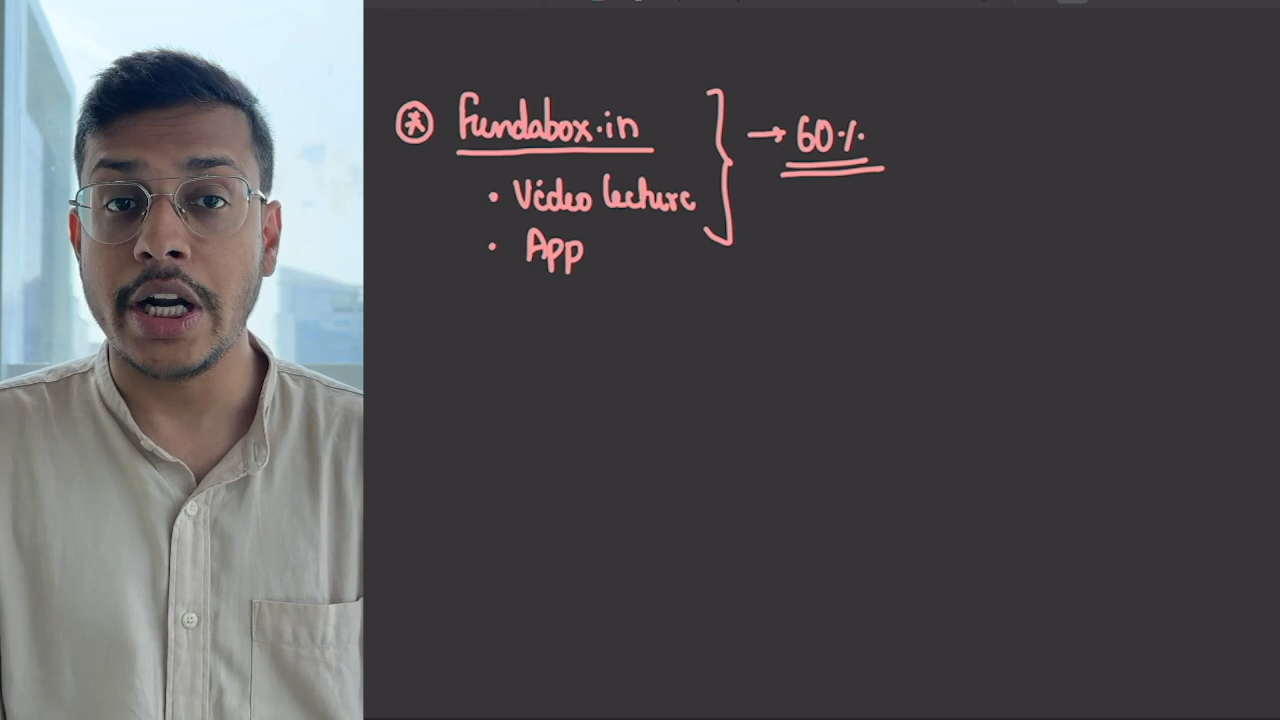 Fundabox.in
→ 60%
• Video lecture
• App